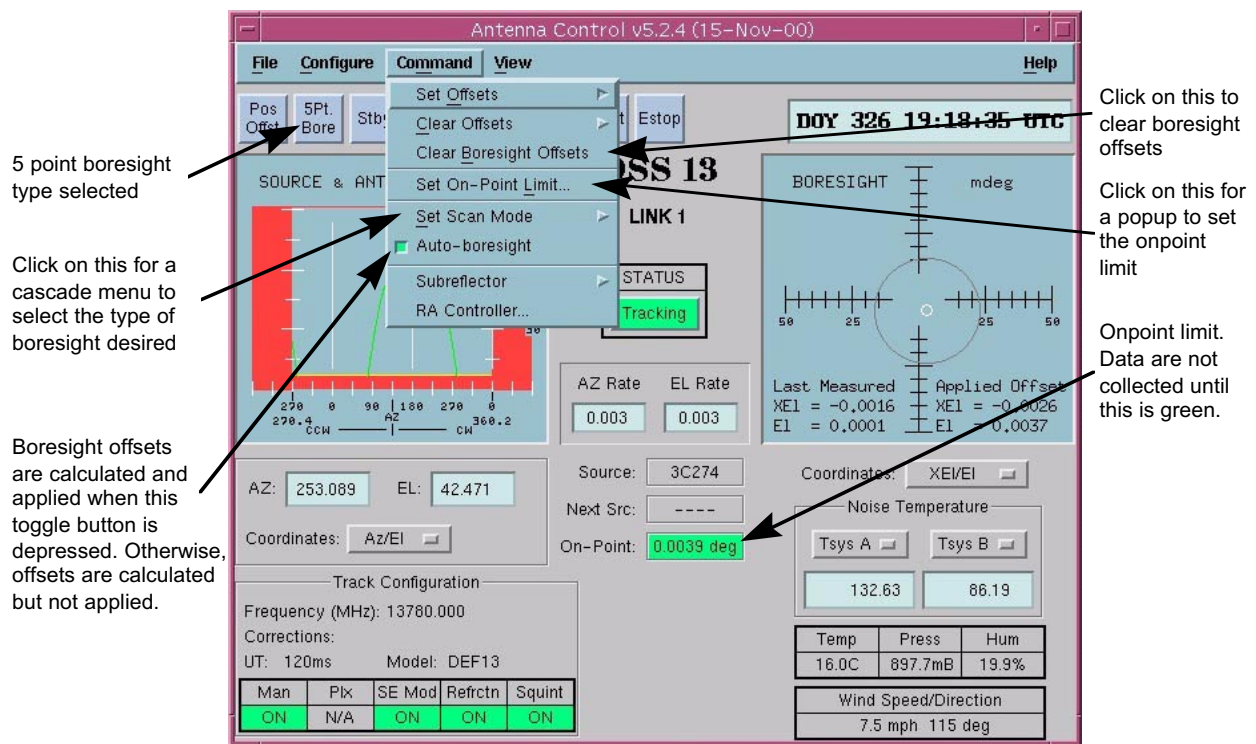 Antenna Control v5.2.4 (15-Nov-00)
File Configure Command View Help
Pos Offst
5Pt. Bore
Estop
DOY 326 19:18:35 UTC
Set Offsets
Clear Offsets
Clear Boresight Offsets
Set On-Point Limit...
Set Scan Mode
Auto-boresight
Subreflector
RA Controller...
5 point boresight
type selected
Click on this for a
cascade menu to
select the type of
boresight desired
Boresight offsets
are calculated and
applied when this
toggle button is
depressed. Otherwise,
offsets are calculated
but not applied.
Click on this to
clear boresight
offsets
Click on this for
a popup to set
the onpoint
limit
Onpoint limit.
Data are not
collected until
this is green.
SOURCE & ANT
270 0 90 180 270 0
270.4 AZ 360.2
CCW CW
LINK 1
STATUS
Tracking
AZ Rate EL Rate
0.003 0.003
BORESIGHT mdeg
50 25 25 50
Last Measured Applied Offset
XEl = -0.0016 XEl = -0.0026
El = 0.0001 El = 0.0037
AZ: 253.089 EL: 42.471
Coordinates: Az/El
Source: 3C274
Next Src: ----
On-Point: 0.0039 deg
Coordinates: XEl/El
Noise Temperature
Tsys A Tsys B
132.63 86.19
Track Configuration
Frequency (MHz): 13780.000
Corrections:
UT: 120ms Model: DEF13
Man Plx SE Mod Refrctn Squint
ON N/A ON ON ON
Temp Press Hum
16.0C 897.7mB 19.9%
Wind Speed/Direction
7.5 mph 115 deg